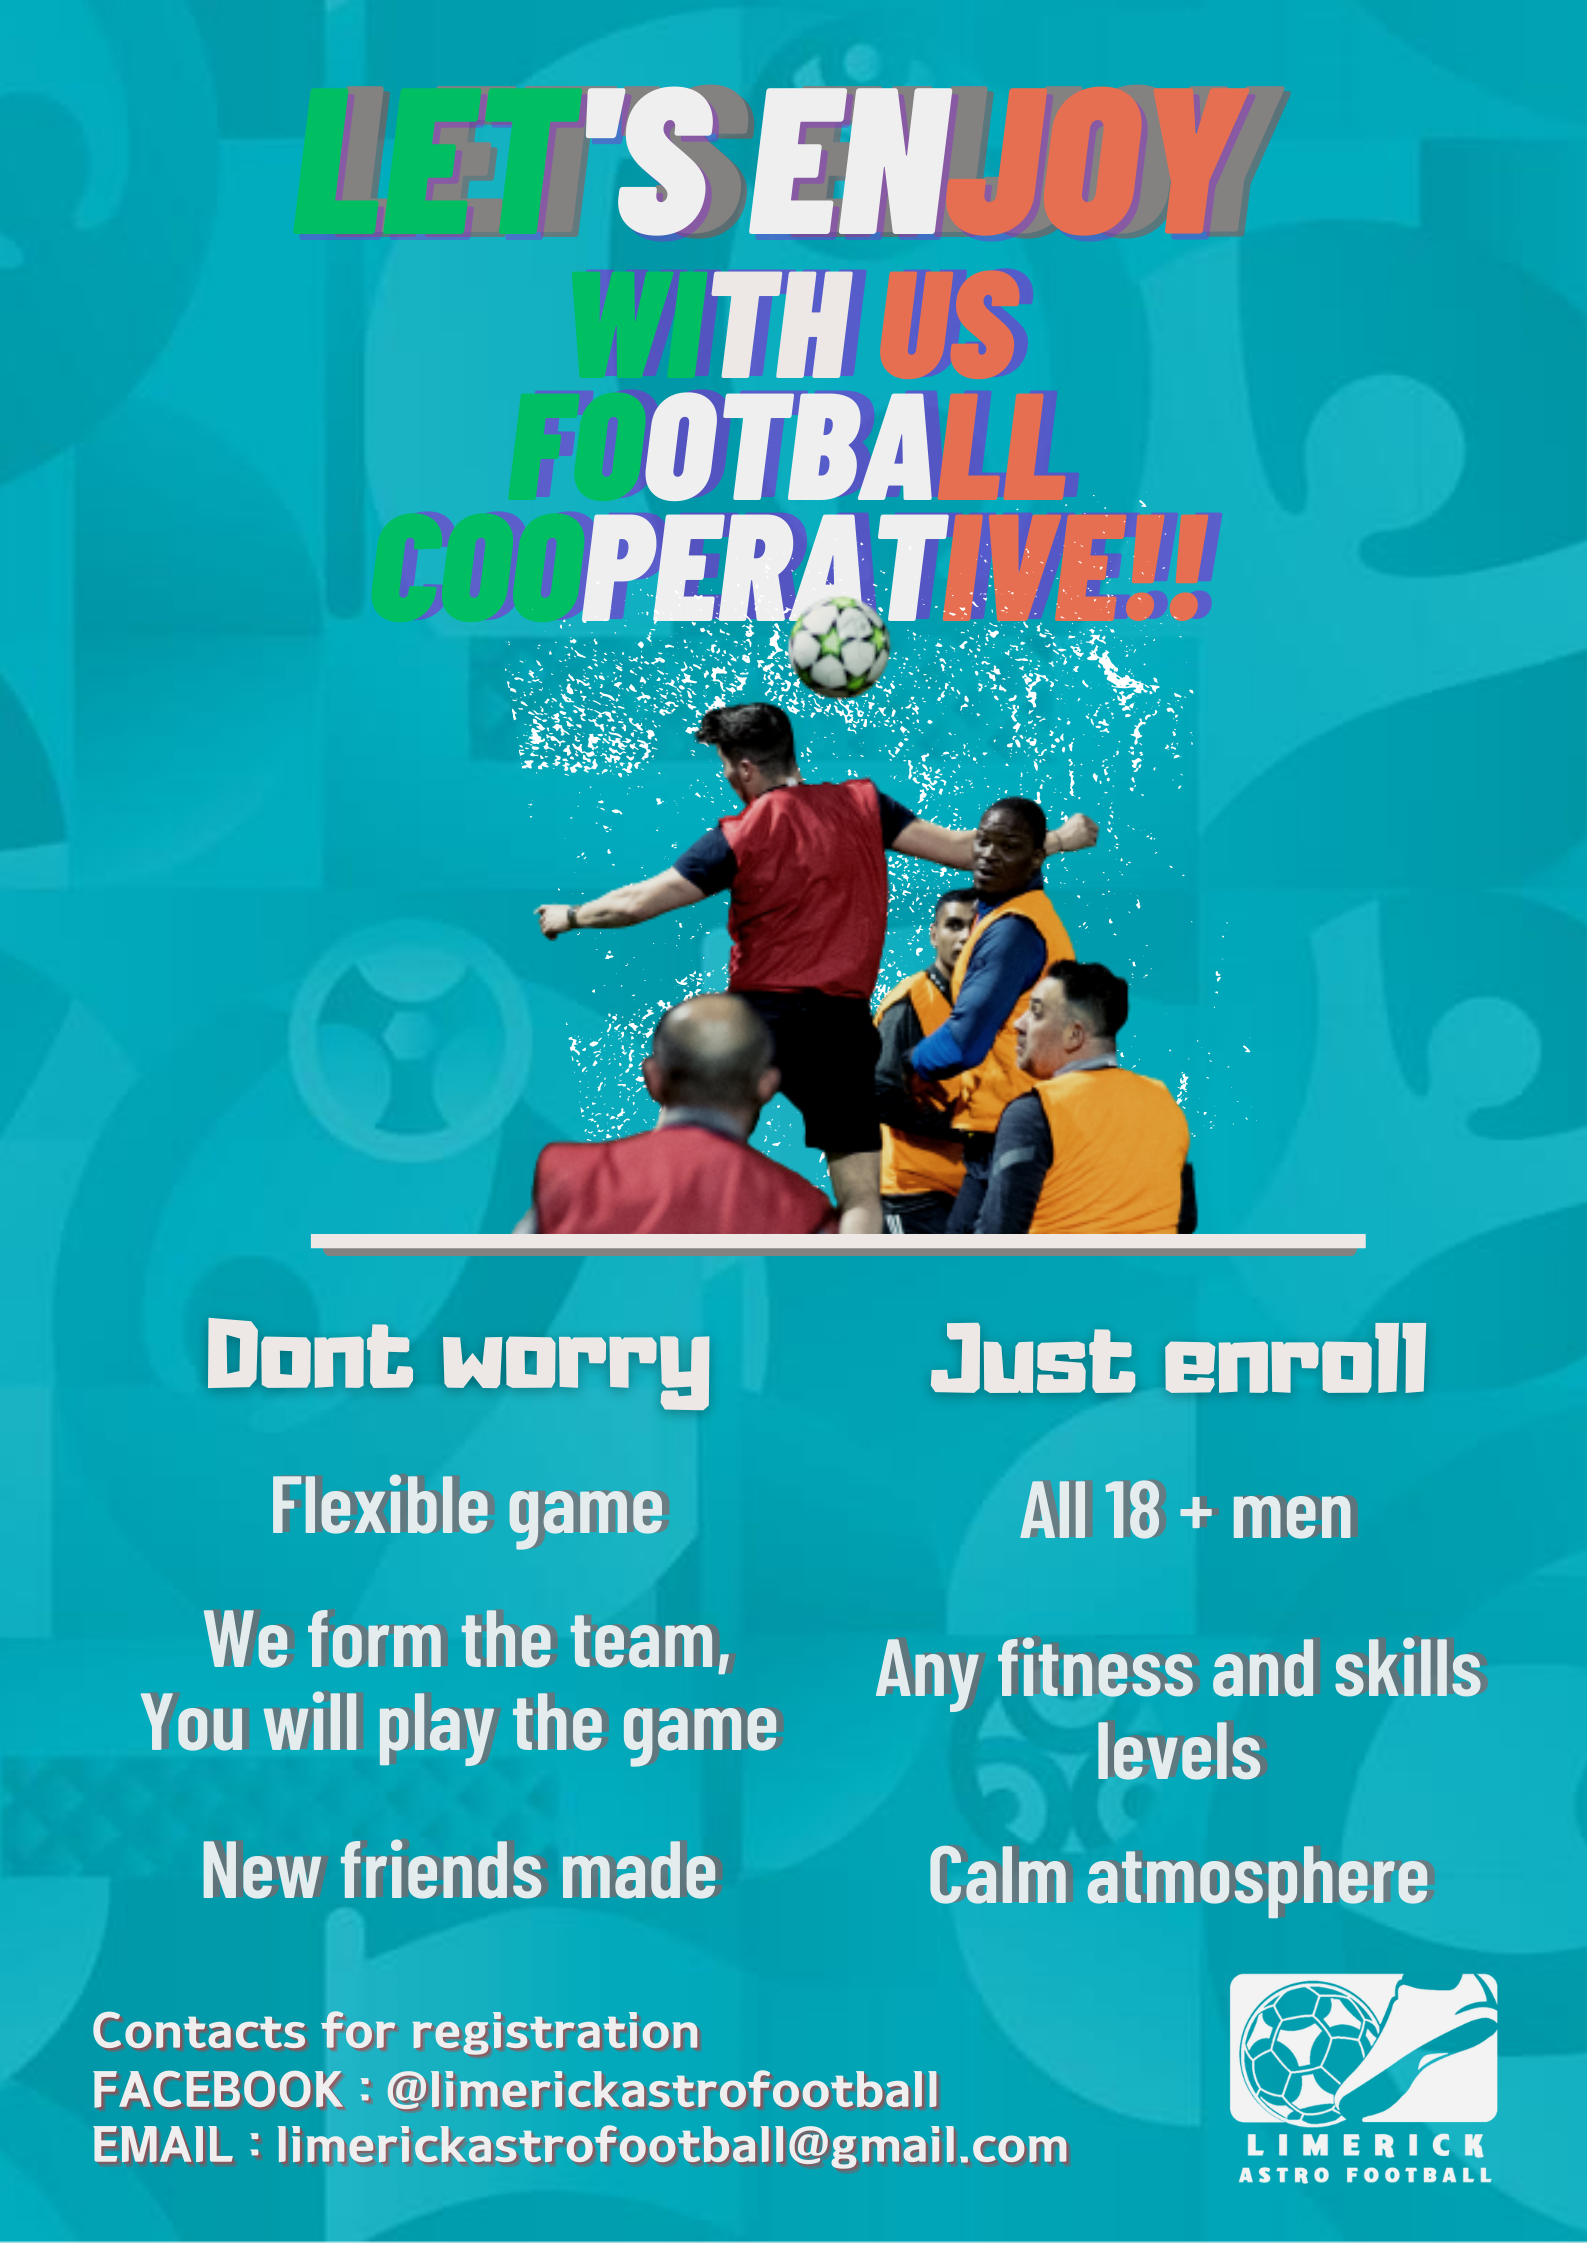 LET'S ENJOY
WITH US
FOOTBALL
COOPERATIVE!!
Dont worry
Flexible game
We form the team,
You will play the game
New friends made
Just enroll
All 18 + men
Any fitness and skills
levels
Calm atmosphere
Contacts for registration
FACEBOOK : @limerickastrofootball
EMAIL : limerickastrofootball@gmail.com
LIMERICK
ASTRO FOOTBALL